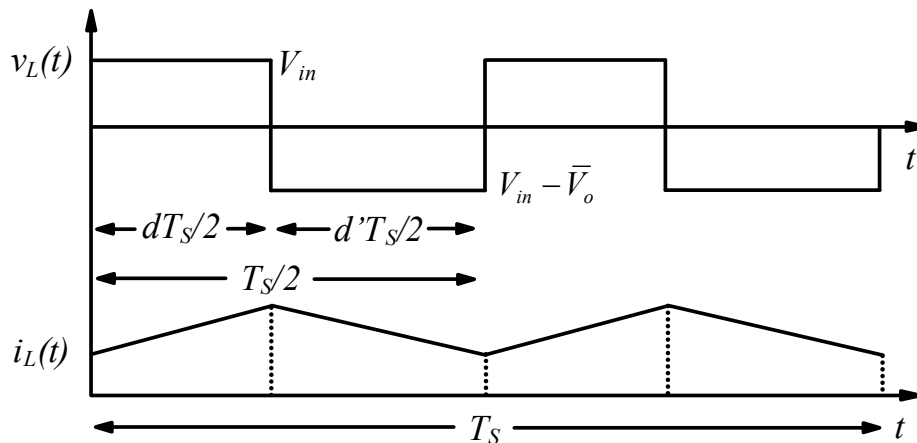 v_L(t)
V_in
t
V_in − V̅_o
dT_S/2
d’T_S/2
T_S/2
i_L(t)
T_S
t